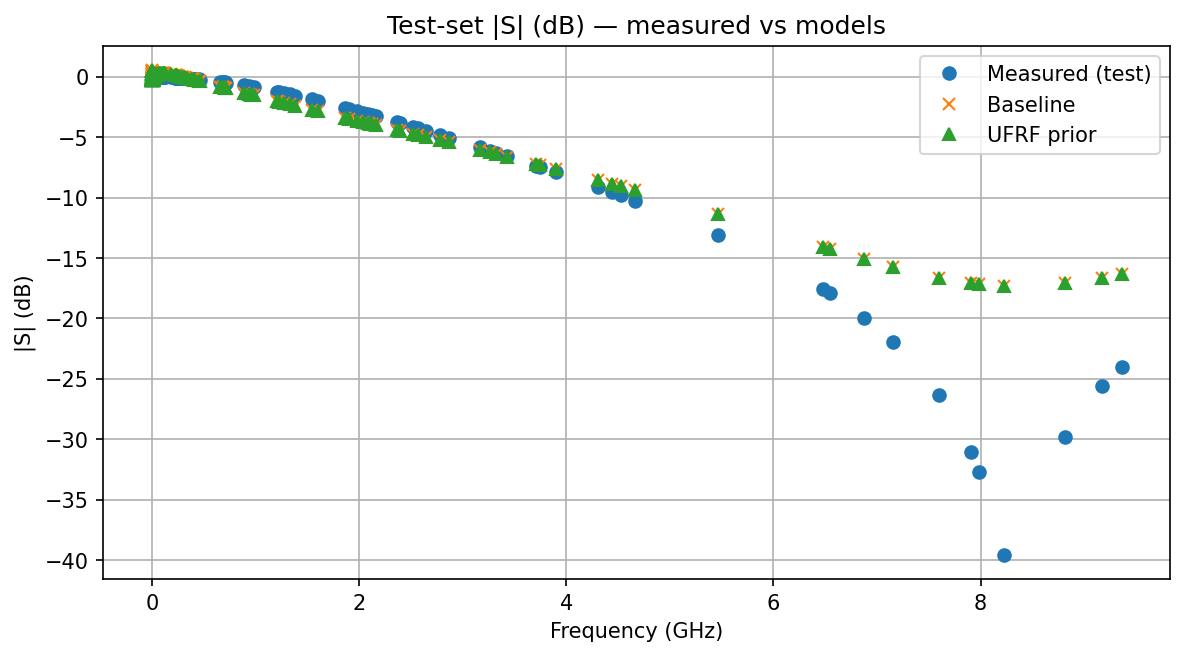 Test-set |S| (dB) — measured vs models
Measured (test)
Baseline
UFRF prior
|S| (dB)
0
−5
−10
−15
−20
−25
−30
−35
−40
0 2 4 6 8
Frequency (GHz)